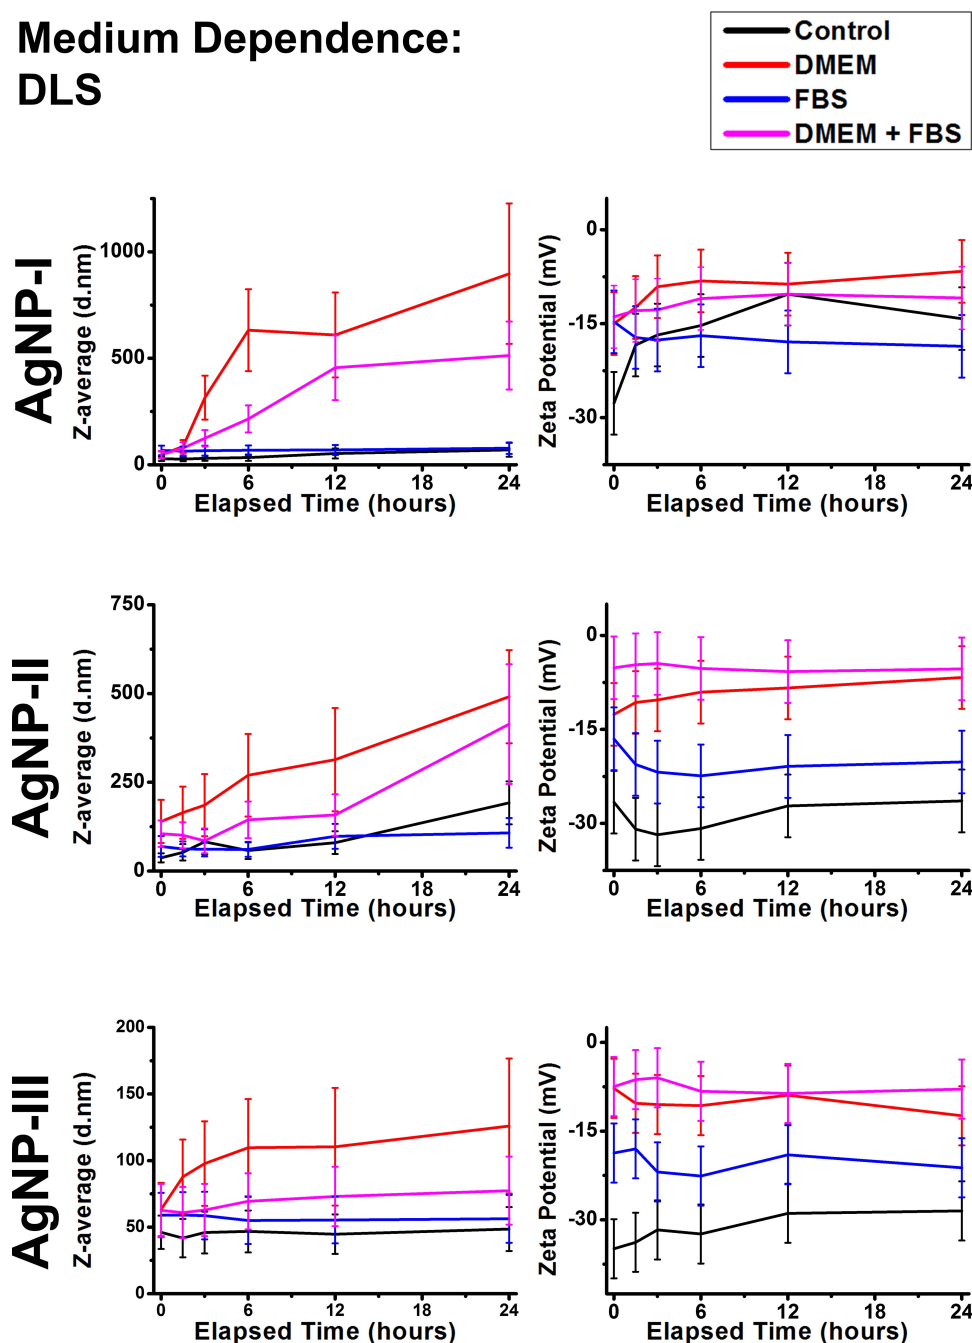 Medium Dependence:
DLS
Control
DMEM
FBS
DMEM + FBS
AgNP-I
Z-average (d.nm)
1000
500
0
0 6 12 18 24
Elapsed Time (hours)
Zeta Potential (mV)
0
-15
-30
0 6 12 18 24
Elapsed Time (hours)
AgNP-II
Z-average (d.nm)
750
500
250
0
0 6 12 18 24
Elapsed Time (hours)
Zeta Potential (mV)
0
-15
-30
0 6 12 18 24
Elapsed Time (hours)
AgNP-III
Z-average (d.nm)
200
150
100
50
0
0 6 12 18 24
Elapsed Time (hours)
Zeta Potential (mV)
0
-15
-30
0 6 12 18 24
Elapsed Time (hours)